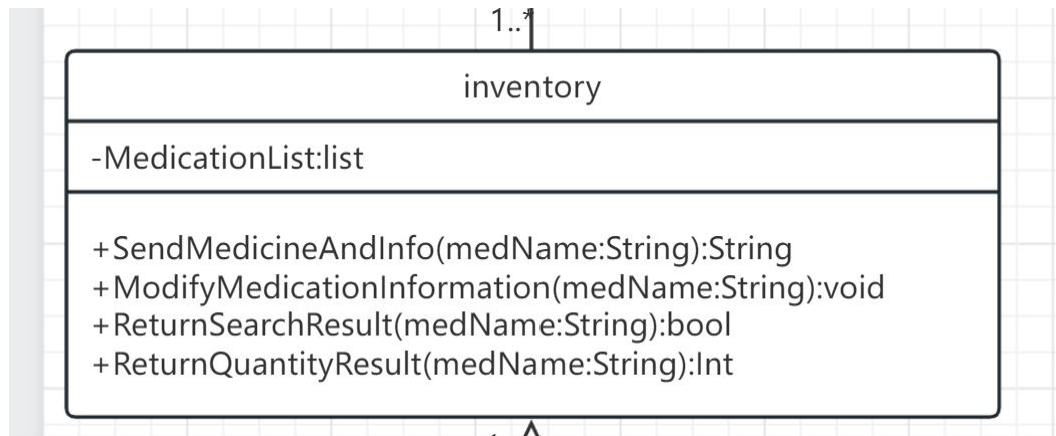 1..*
inventory
-MedicationList:list
+SendMedicineAndInfo(medName:String):String
+ModifyMedicationInformation(medName:String):void
+ReturnSearchResult(medName:String):bool
+ReturnQuantityResult(medName:String):Int